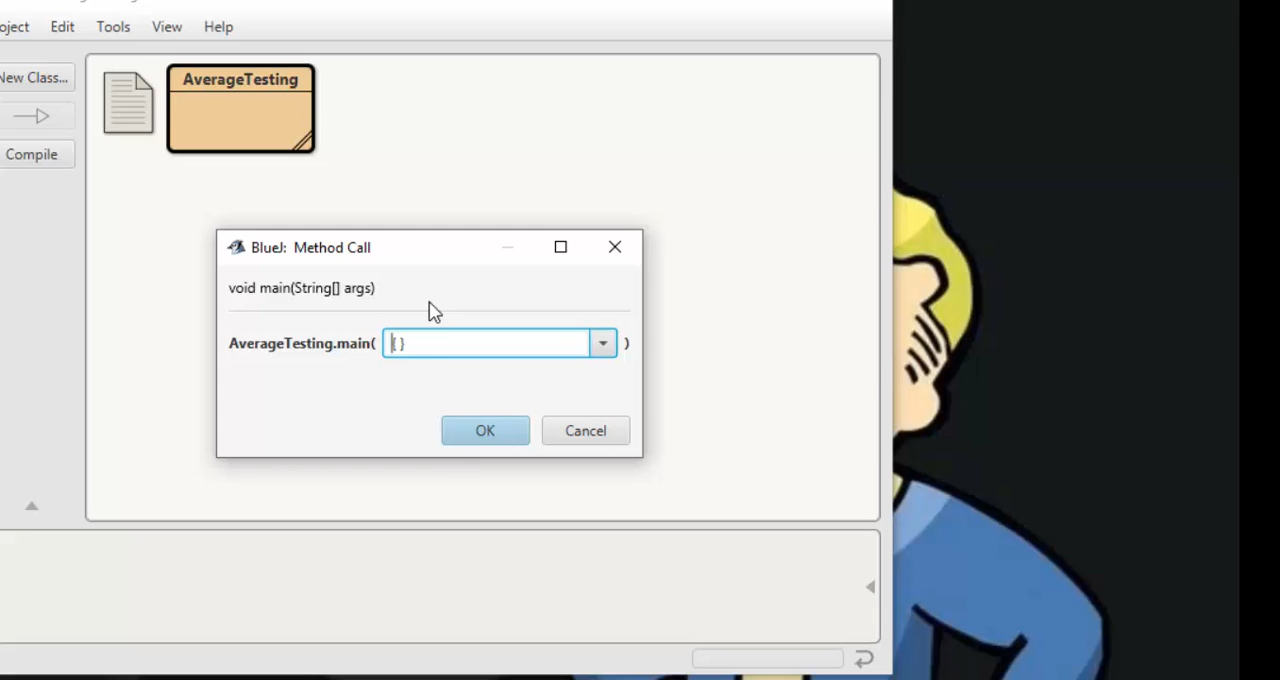 oject Edit Tools View Help
New Class...
Compile
AverageTesting
BlueJ: Method Call
void main(String[] args)
AverageTesting.main( { } )
OK Cancel